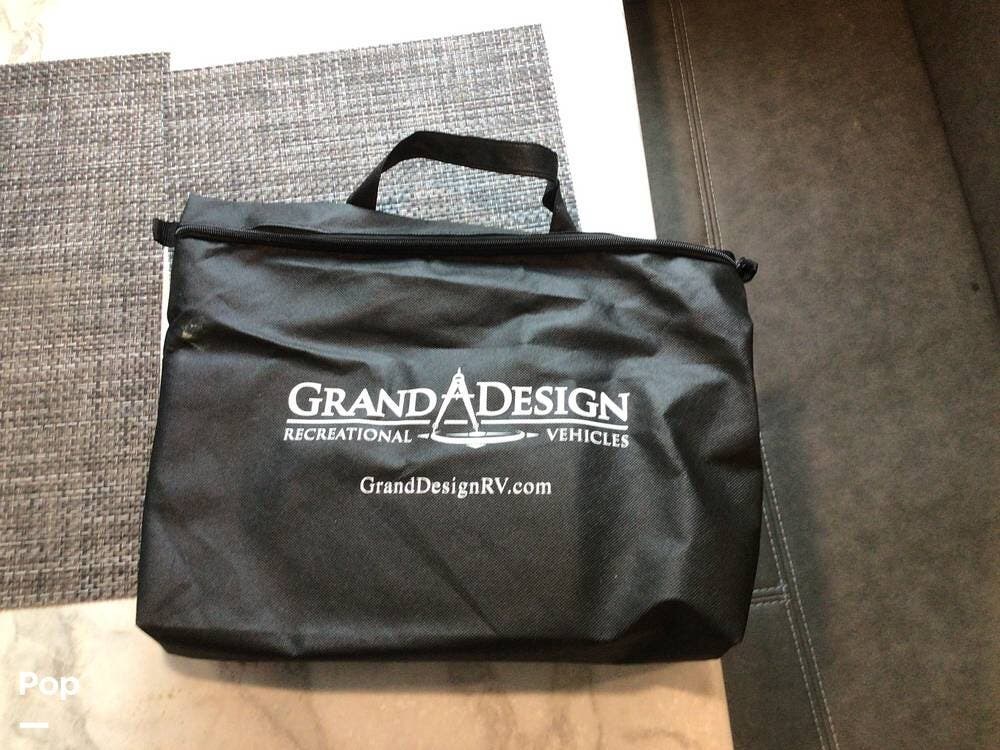 GRAND DESIGN
RECREATIONAL VEHICLES
GrandDesignRV.com
Pop